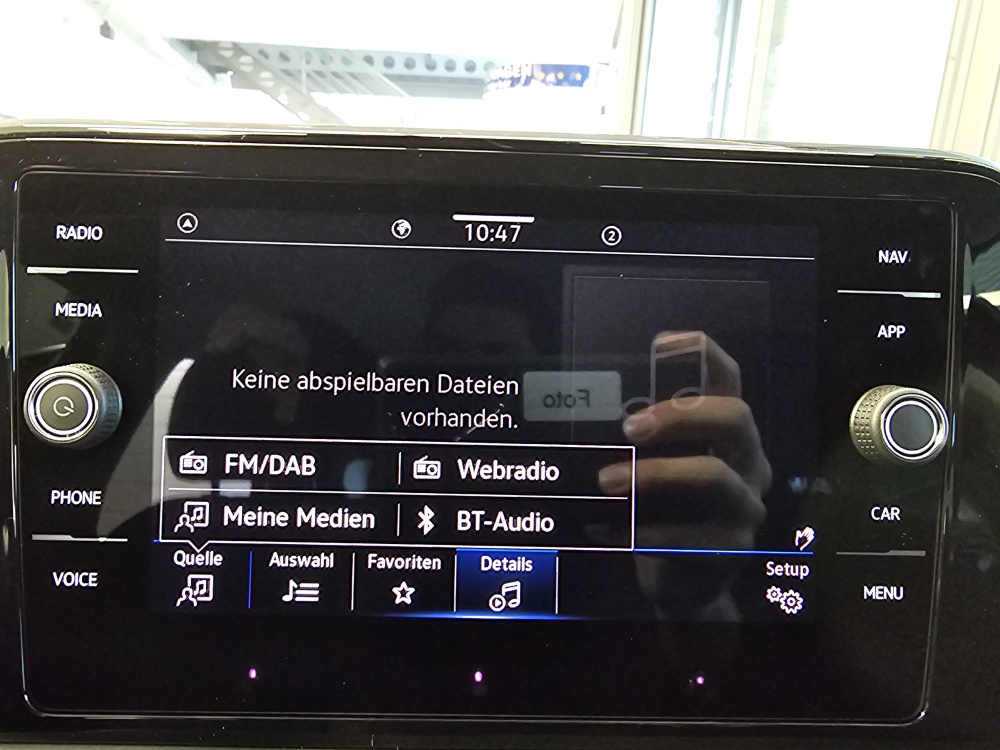 RADIO
MEDIA
PHONE
VOICE
10:47
2
Keine abspielbaren Dateien
vorhanden.
Foto
FM/DAB
Webradio
Meine Medien
BT-Audio
Quelle
Auswahl
Favoriten
Details
Setup
NAV
APP
CAR
MENU